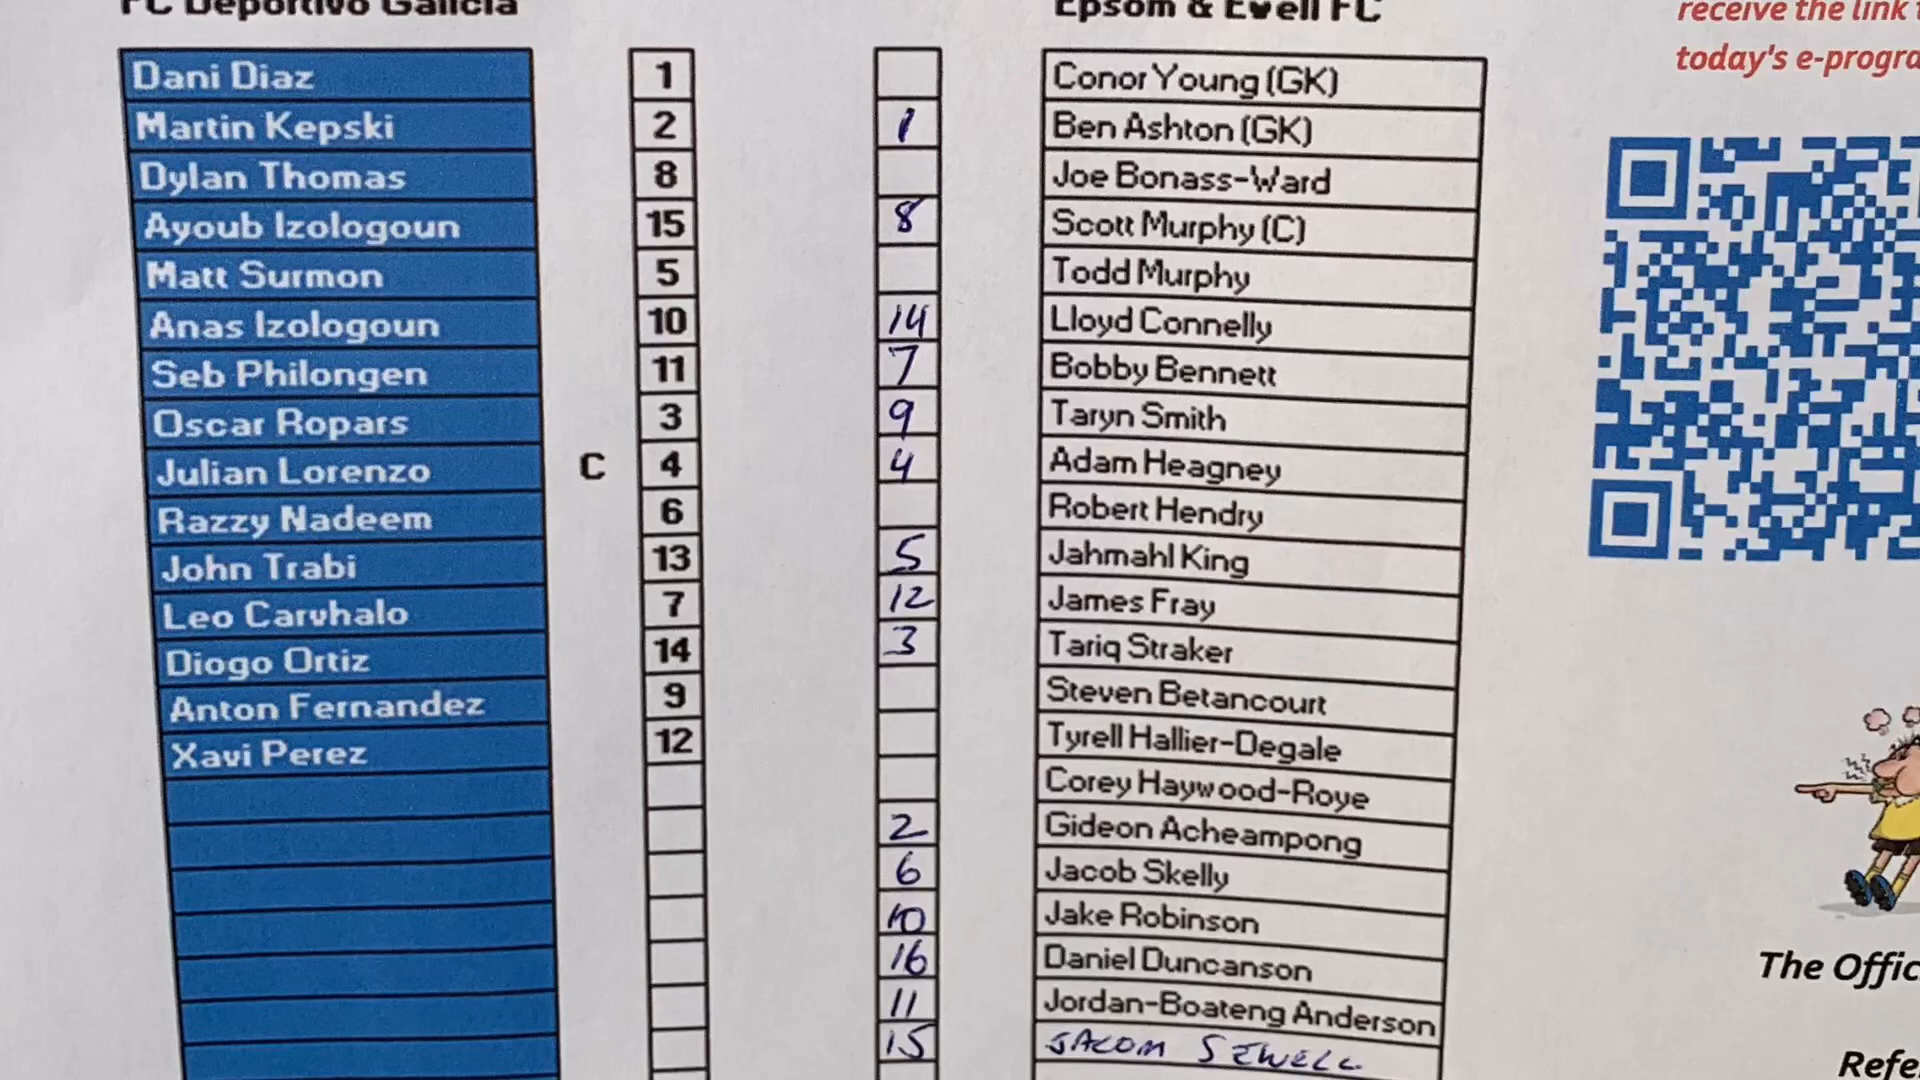 FC Deportivo Galicia Epsom & Ewell FC receive the link
today's e-progra
Dani Diaz 1 Conor Young (GK)
Martin Kepski 2 1 Ben Ashton (GK)
Dylan Thomas 8 Joe Bonass-Ward
Ayoub Izologoun 15 8 Scott Murphy (C)
Matt Surmon 5 Todd Murphy
Anas Izologoun 10 14 Lloyd Connelly
Seb Philongen 11 7 Bobby Bennett
Oscar Ropars 3 9 Taryn Smith
Julian Lorenzo C 4 4 Adam Heagney
Razzy Nadeem 6 Robert Hendry
John Trabi 13 5 Jahmahl King
Leo Carvhalo 7 12 James Fray
Diogo Ortiz 14 3 Tariq Straker
Anton Fernandez 9 Steven Betancourt
Xavi Perez 12 Tyrell Hallier-Degale
Corey Haywood-Roye
2 Gideon Acheampong
6 Jacob Skelly
10 Jake Robinson
16 Daniel Duncanson
The Offic
11 Jordan-Boateng Anderson
15 SEWELL
Refe